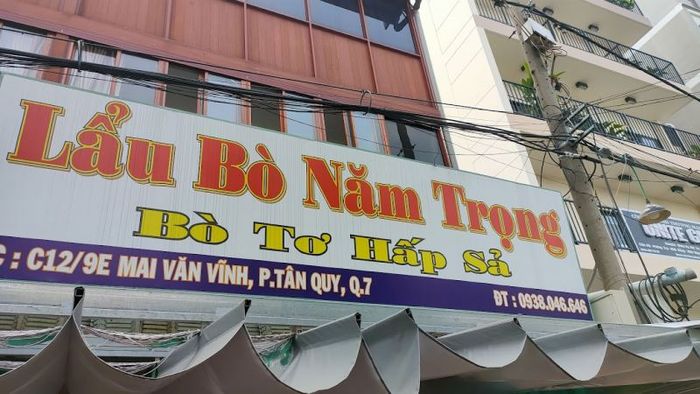 Lẩu Bò Năm Trọng
Bò Tơ Hấp Sả
C : C12/9E MAI VĂN VĨNH, P.TÂN QUY, Q.7
ĐT : 0938.046.646
UNITE